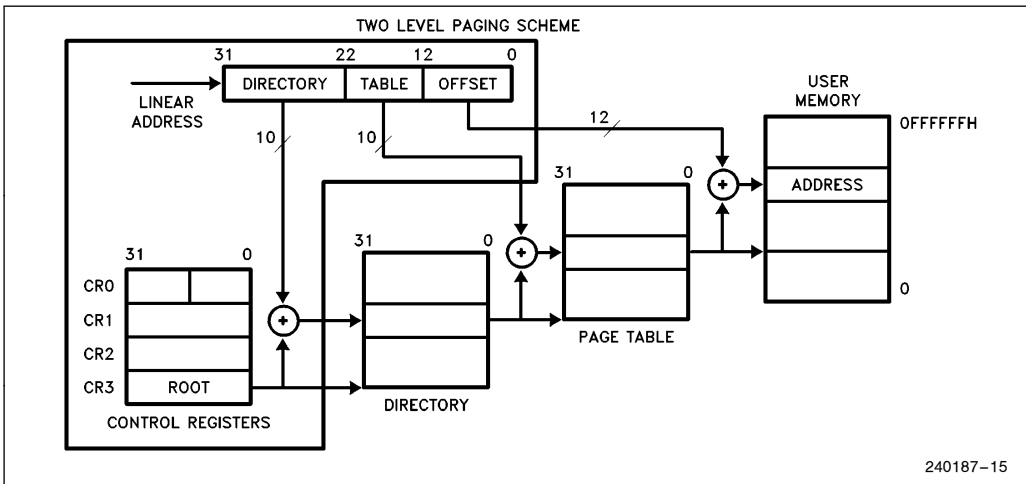 TWO LEVEL PAGING SCHEME
31 22 12 0
DIRECTORY TABLE OFFSET
LINEAR
ADDRESS
10 10 12
USER
MEMORY
0FFFFFFH
ADDRESS
0
31 0
PAGE TABLE
31 0
DIRECTORY
31 0
CR0
CR1
CR2
CR3 ROOT
CONTROL REGISTERS
+
+
+
240187-15